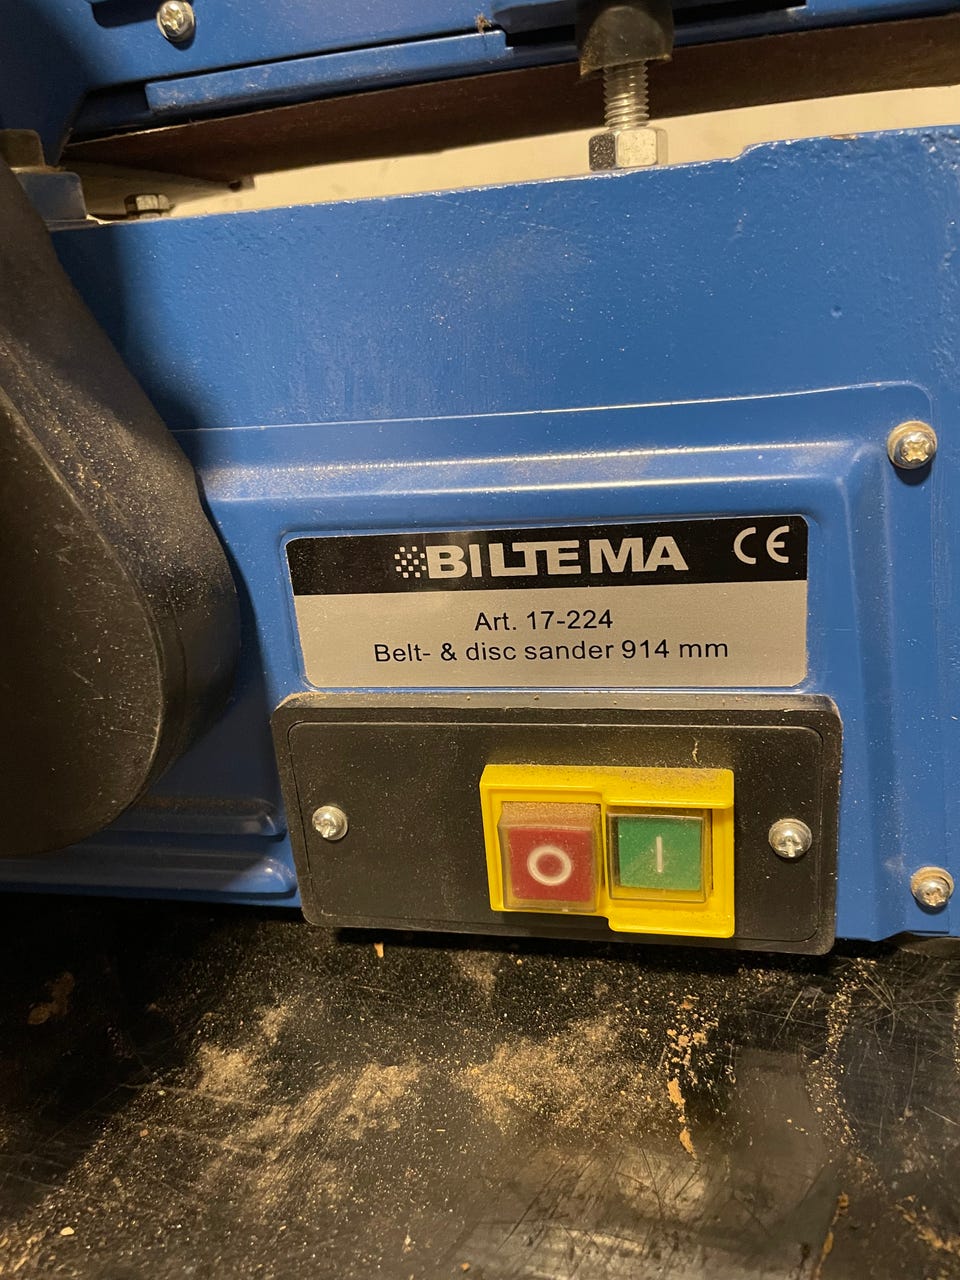 BILTEMA CE
Art. 17-224
Belt- & disc sander 914 mm
O I